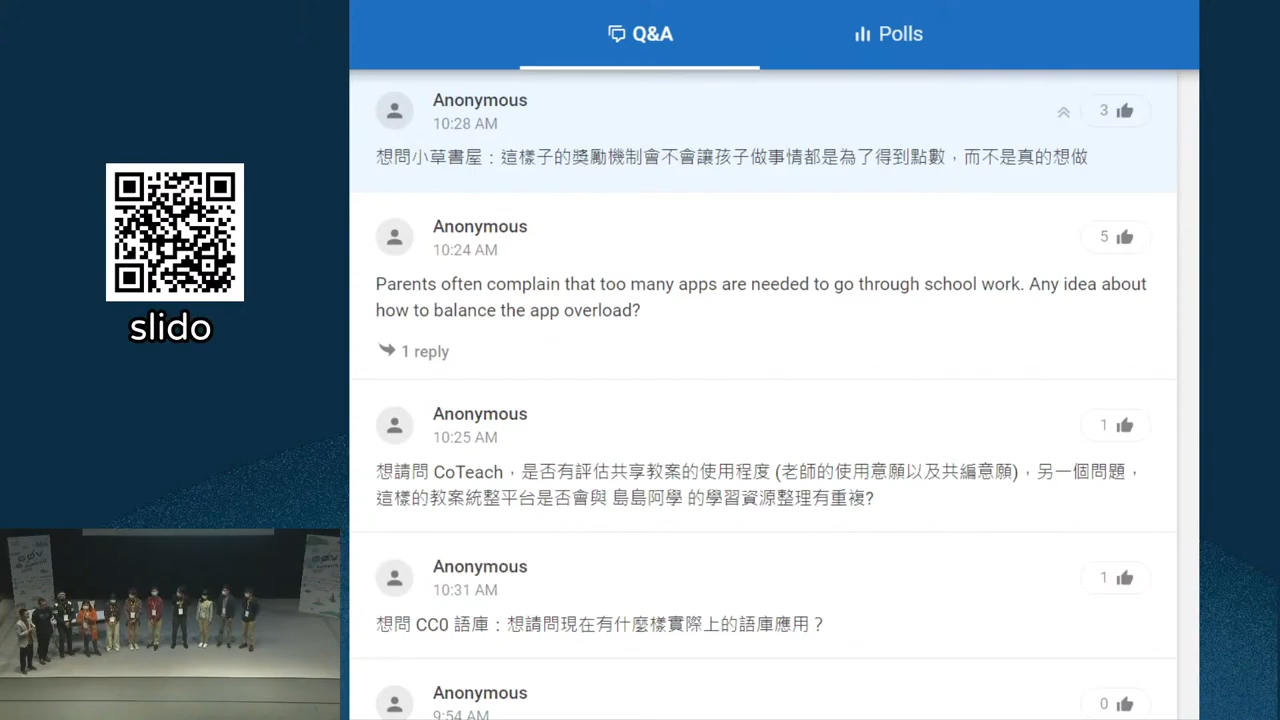 Q&A
Polls
Anonymous
10:28 AM
3
想問小草書屋：這樣子的獎勵機制會不會讓孩子做事情都是為了得到點數，而不是真的想做
Anonymous
10:24 AM
5
Parents often complain that too many apps are needed to go through school work. Any idea about
how to balance the app overload?
1 reply
Anonymous
10:25 AM
1
想請問 CoTeach，是否有評估共享教案的使用程度 (老師的使用意願以及共編意願)，另一個問題，
這樣的教案統整平台是否會與 島島阿學 的學習資源整理有重複?
Anonymous
10:31 AM
1
想問 CC0 語庫：想請問現在有什麼樣實際上的語庫應用？
Anonymous
9:54 AM
0
slido